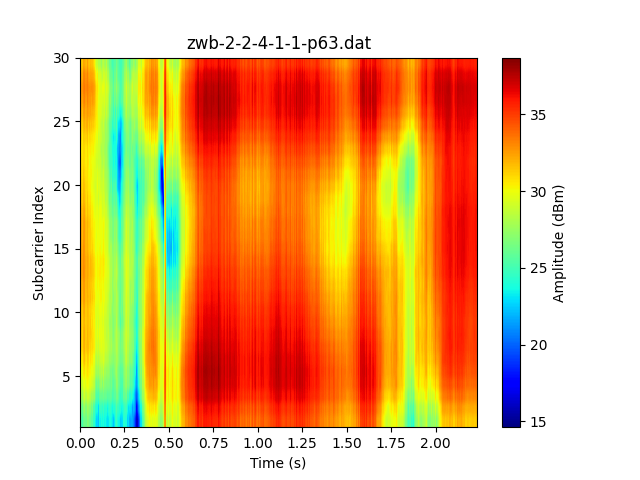 zwb-2-2-4-1-1-p63.dat
30
25
20
15
10
5
Subcarrier Index
0.00 0.25 0.50 0.75 1.00 1.25 1.50 1.75 2.00
Time (s)
35
30
25
20
15
Amplitude (dBm)